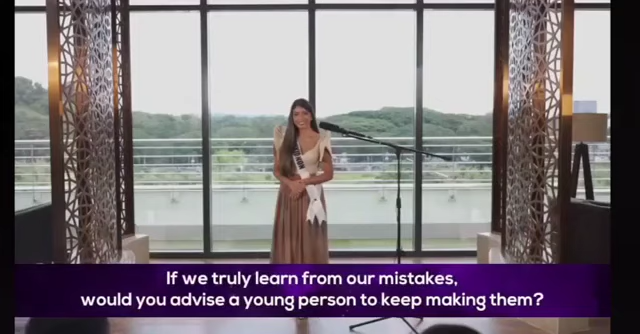 If we truly learn from our mistakes,
would you advise a young person to keep making them?